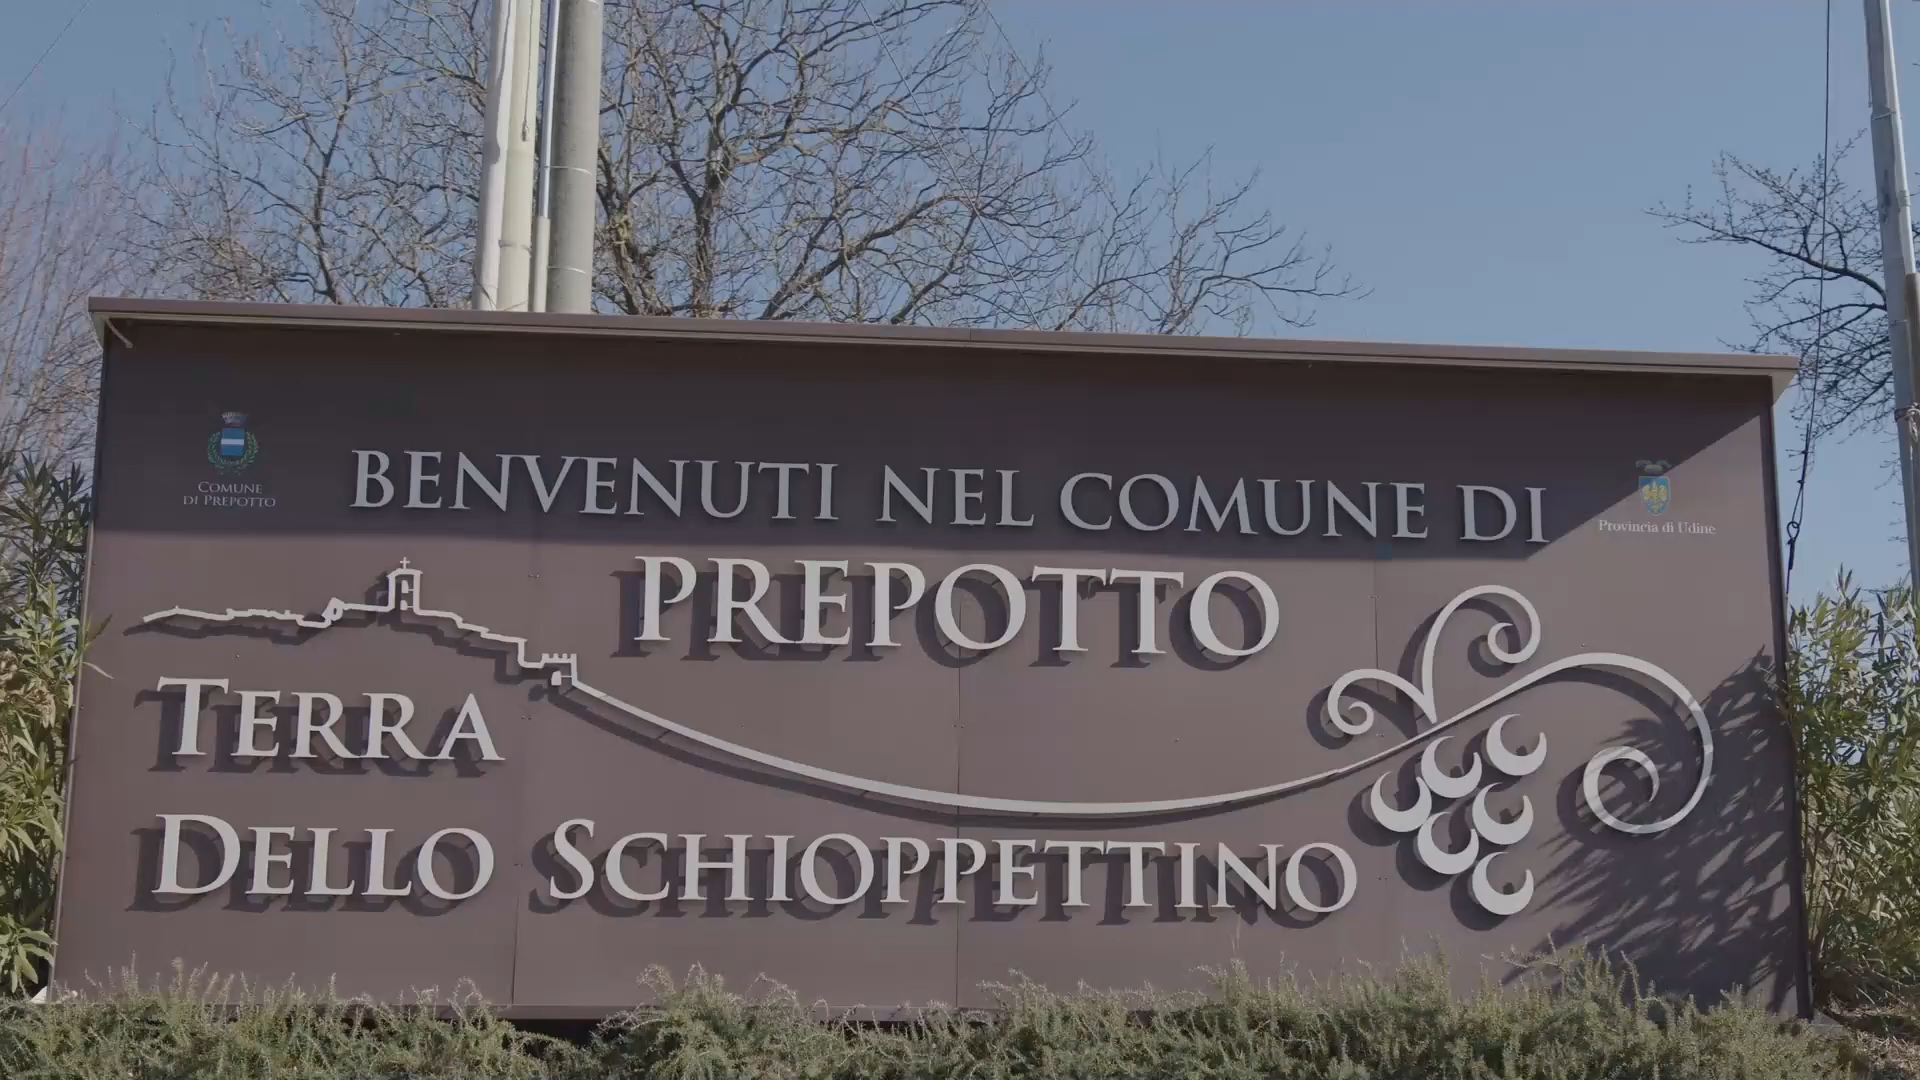 COMUNE
DI PREPOTTO
BENVENUTI NEL COMUNE DI
Provincia di Udine
PREPOTTO
TERRA
DELLO SCHIOPPETTINO